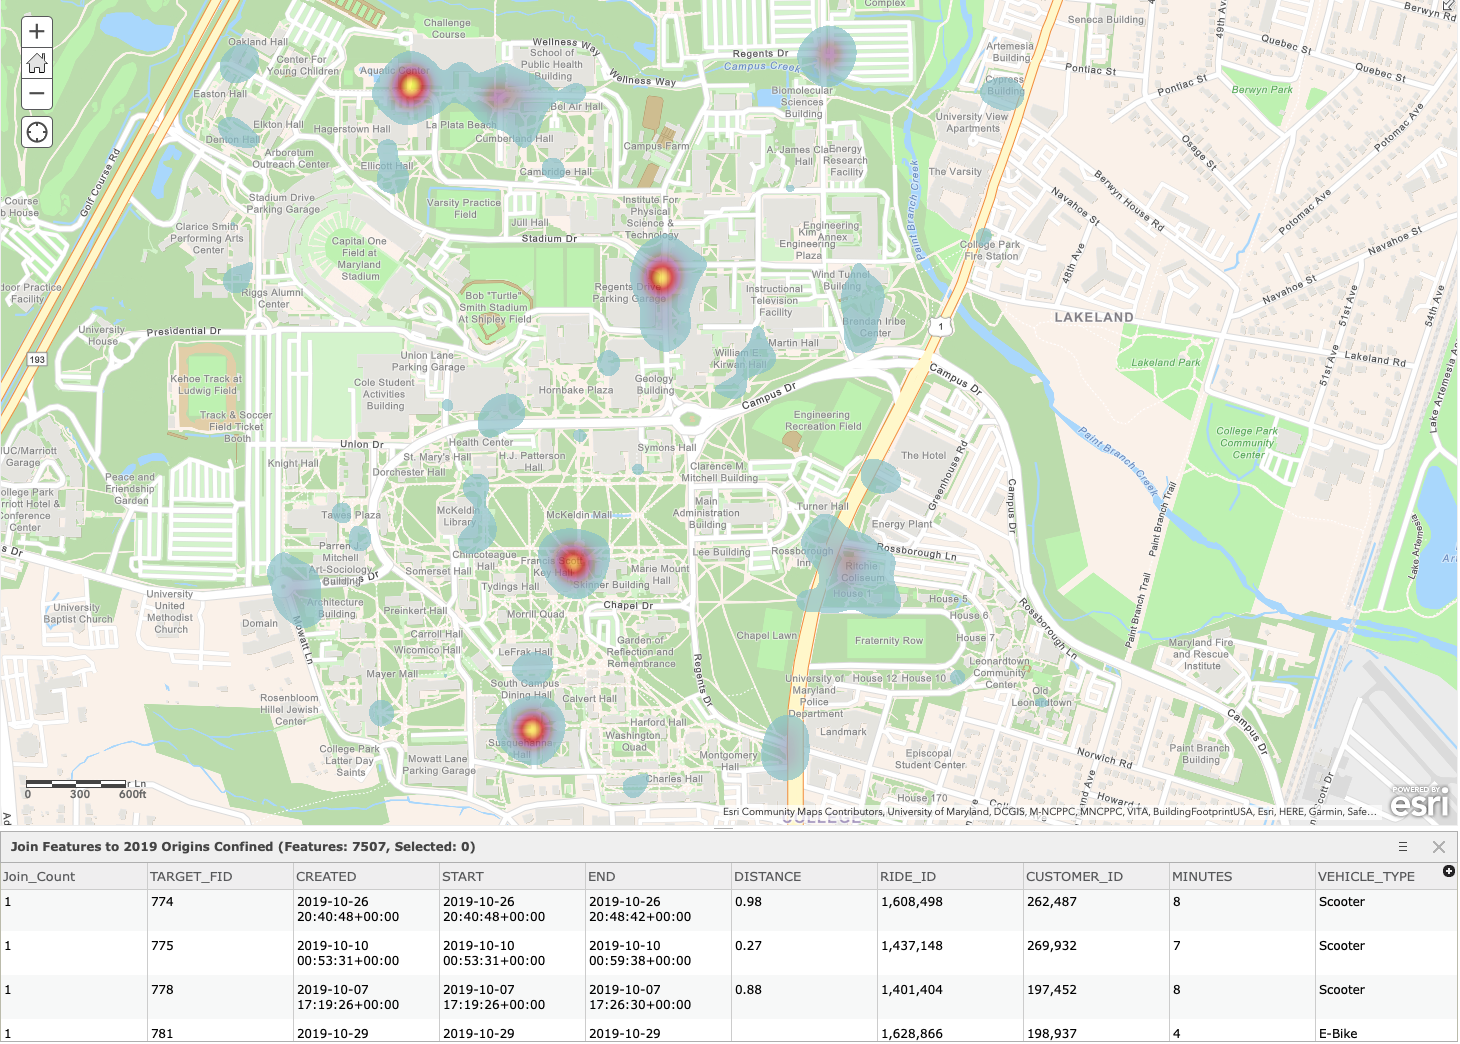 Complex
Challenge
Course
Seneca Building
49th Ave
Berwyn Rd
Oakland Hall
Wellness Way
Regents Dr
Campus Creek
Artemesia
Building
Quebec St
Center For
Young Children
School of
Public Health
Building
Aquatic Center
Wellness Way
Pontiac St
Quebec St
Cypress
Building
Pontiac St
Berwyn Park
Easton Hall
Biomolecular
Sciences
Building
Bel Air Hall
Elkton Hall
Hagerstown Hall
La Plata Beach
Cumberland Hall
University View
Apartments
Potomac Ave
Denton Hall
Arboretum
Outreach Center
Campus Farm
Osage St
A. James Cla
Energy
Research
Facility
Ellicott Hall
Cambridge Hall
The Varsity
Berwyn House Rd
Golf Course Rd
Stadium Drive
Parking Garage
Varsity Practice
Field
Institute For
Physical
Science &
Technology
Paint Branch Creek
Navahoe St
Potomac Ave
Course
b House
Clarice Smith
Performing Arts
Center
Jull Hall
Stadium Dr
Capital One
Field at
Maryland
Stadium
Kim
Engineering
Plaza
Engineering
Annex
College Park
Fire Station
48th Ave
Navahoe St
Navahoe St
door Practice
Facility
Riggs Alumni
Center
Bob "Turtle"
Smith Stadium
At Shipley Field
Regents Dri
Parking Garage
Instructional
Television
Facility
Wind Tunnel
Building
Brendan Iribe
Center
51st Ave
54th Ave
LAKELAND
University
House
Presidential Dr
1
193
Union Lane
Parking Garage
William E
Kirwan Hall
Martin Hall
Lakeland Park
Lakeland Rd
Kehoe Track at
Ludwig Field
Cole Student
Activities
Building
Hornbake Plaza
Geology
Building
Campus Dr
Campus Dr
51st Ave
Lake Artemesia
Track & Soccer
Field Ticket
Booth
Engineering
Recreation Field
Paint Branch Creek
College Park
Community
Center
Union Dr
Health Center
IUC/Marriott
Garage
Knight Hall
St. Mary's Hall
Dorchester Hall
H.J. Patterson
Hall
Symons Hall
The Hotel
Greenhouse Rd
Clarice M
Mitchell Building
Peace and
Friendship
Garden
ollege Park
rriott Hotel &
Conference
Center
Tawes Plaza
McKeldin
Library
McKeldin Mall
Main
Administration
Building
Turner Hall
Energy Plant
Campus Dr
Paint Branch Trail
Lake Artemesia
s Dr
Parren
Mitchell
Art-Sociology
Building
s Dr
Chincoteague
Hall
Somerset Hall
Francis Scott
Key Hall
Lee Building
Rossborough
Inn
Rossborough Ln
Marie Mount
Hall
Ritchie
Coliseum
House 1
Tydings Hall
Skinner Building
University
Baptist Church
University
United
Methodist
Church
Architecture
Building
Domain
Preinkert Hall
Morrill Quad
Chapel Dr
House 5
House 6
Mowatt Ln
Carroll Hall
Wicomico Hall
LeFrak Hall
Garden of
Reflection and
Remembrance
Chapel Lawn
Fraternity Row
House 7
Rossborough Ln
Paint Branch Trail
Maryland Fire
and Rescue
Institute
Mayer Mall
South Campus
Dining Hall
Calvert Hall
Regents Dr
University of
Maryland
Police
Department
House 12
House 10
Leonardtown
Community
Center
Old
Leonardtown
Rosenbloom
Hillel Jewish
Center
Harford Hall
Washington
Quad
Susquehanna
Hall
Landmark
Campus Dr
College Park
Latter Day
Saints
Mowatt Lane
Parking Garage
Montgomery
Hall
Episcopal
Student Center
Norwich Rd
Paint Branch
Building
Charles Hall
r Ln
House 170
Howard
0 300 600ft
Esri Community Maps Contributors, University of Maryland, DCGIS, M-NCPPC, MNCPPC, VITA, BuildingFootprintUSA, Esri, HERE, Garmin, Safe...
POWERED BY
esri
COLLEGE
Join Features to 2019 Origins Confined (Features: 7507, Selected: 0)
Join_Count TARGET_FID CREATED START END DISTANCE RIDE_ID CUSTOMER_ID MINUTES VEHICLE_TYPE
1 774 2019-10-26 2019-10-26 2019-10-26 0.98 1,608,498 262,487 8 Scooter
20:40:48+00:00 20:40:48+00:00 20:48:42+00:00
1 775 2019-10-10 2019-10-10 2019-10-10 0.27 1,437,148 269,932 7 Scooter
00:53:31+00:00 00:53:31+00:00 00:59:38+00:00
1 778 2019-10-07 2019-10-07 2019-10-07 0.88 1,401,404 197,452 8 Scooter
17:19:26+00:00 17:19:26+00:00 17:26:30+00:00
1 781 2019-10-29 2019-10-29 2019-10-29 1,628,866 198,937 4 E-Bike